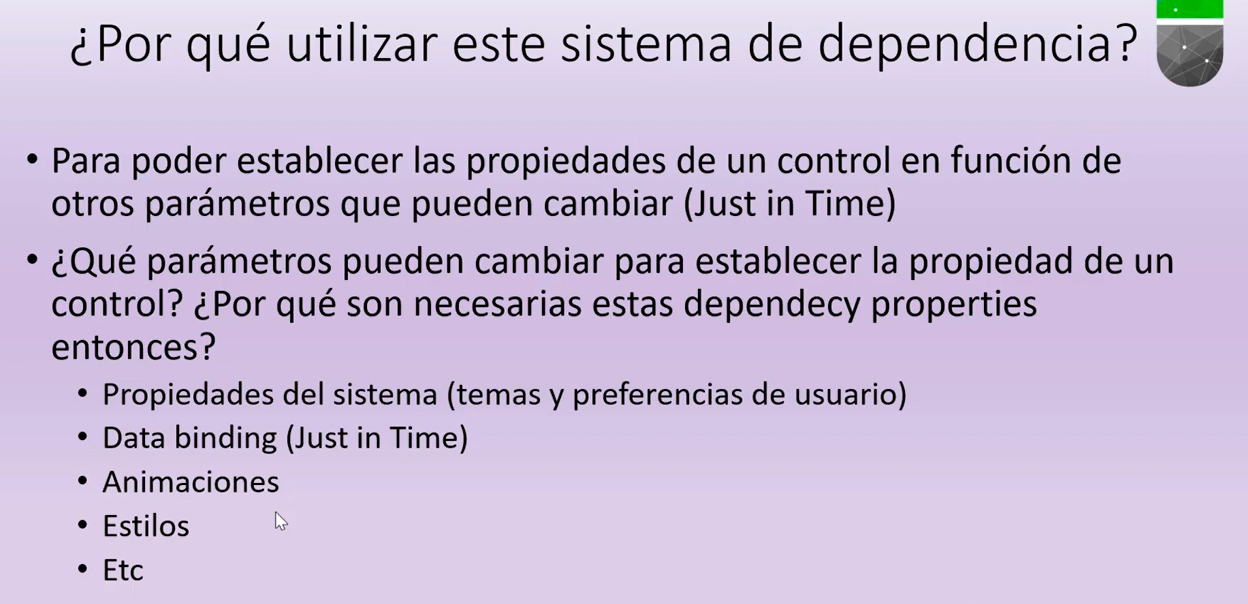 ¿Por qué utilizar este sistema de dependencia?
• Para poder establecer las propiedades de un control en función de
otros parámetros que pueden cambiar (Just in Time)
• ¿Qué parámetros pueden cambiar para establecer la propiedad de un
control? ¿Por qué son necesarias estas dependecy properties
entonces?
• Propiedades del sistema (temas y preferencias de usuario)
• Data binding (Just in Time)
• Animaciones
• Estilos
• Etc